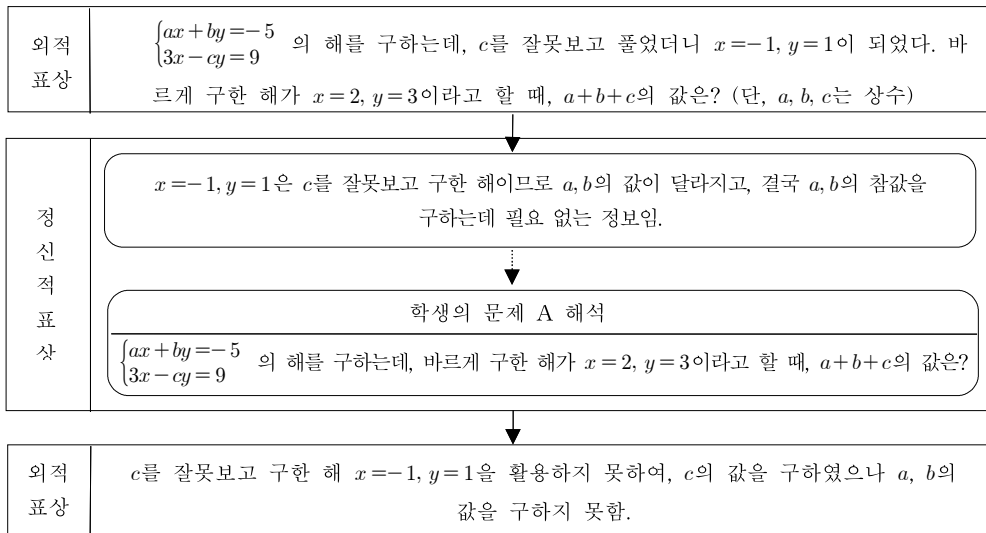 외적
표상
{ax+by=-5
3x-cy=9 의 해를 구하는데, c를 잘못보고 풀었더니 x=-1, y=1이 되었다. 바
르게 구한 해가 x=2, y=3이라고 할 때, a+b+c의 값은? (단, a, b, c는 상수)
정
신
적
표
상
x=-1, y=1은 c를 잘못보고 구한 해이므로 a, b의 값이 달라지고, 결국 a, b의 참값을
구하는데 필요 없는 정보임.
학생의 문제 A 해석
{ax+by=-5
3x-cy=9 의 해를 구하는데, 바르게 구한 해가 x=2, y=3이라고 할 때, a+b+c의 값은?
외적
표상
c를 잘못보고 구한 해 x=-1, y=1을 활용하지 못하여, c의 값을 구하였으나 a, b의
값을 구하지 못함.